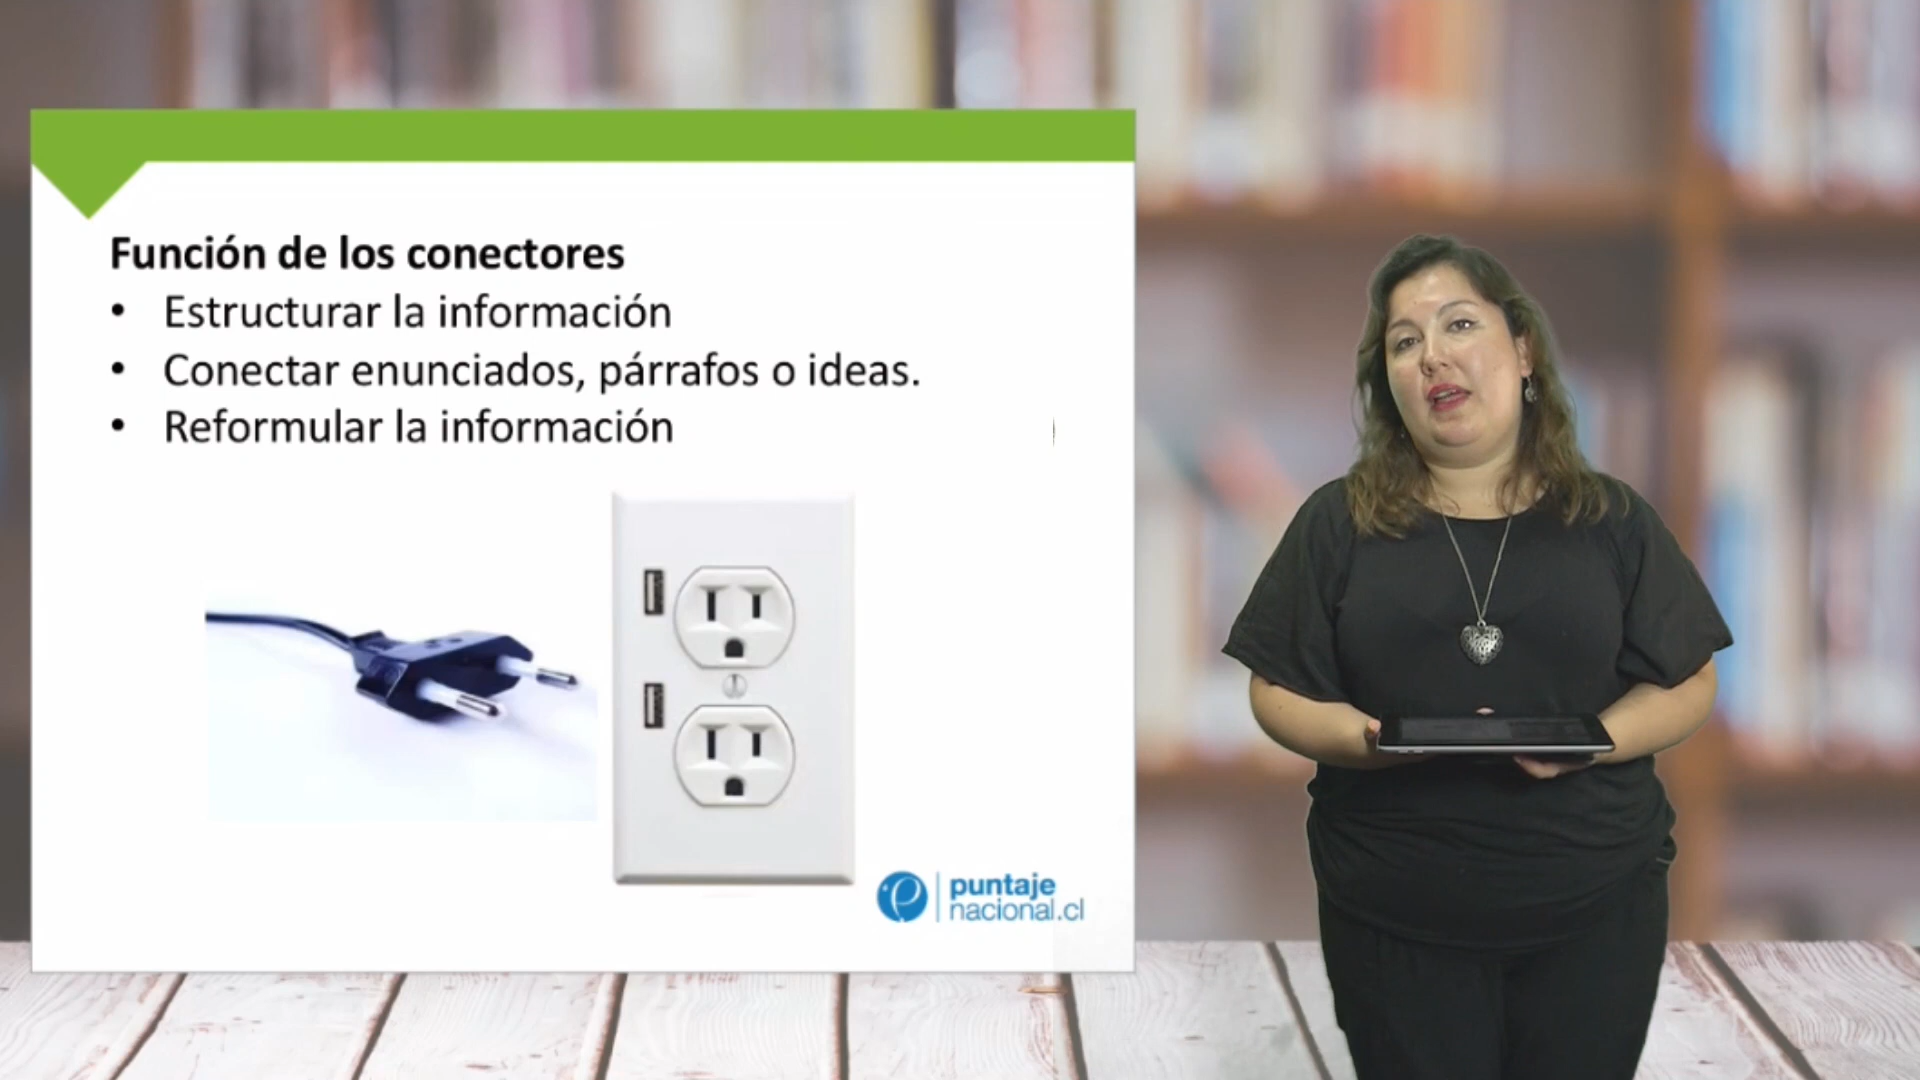 Función de los conectores
• Estructurar la información
• Conectar enunciados, párrafos o ideas.
• Reformular la información
puntaje
nacional.cl